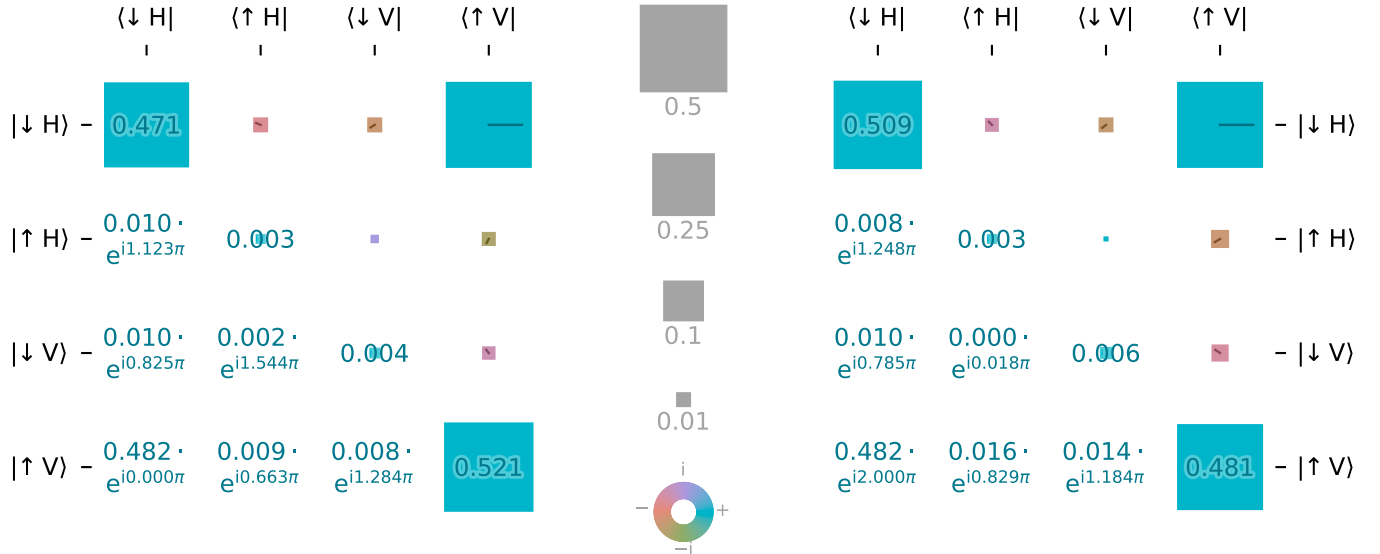 ⟨↓ H| ⟨↑ H| ⟨↓ V| ⟨↑ V| ⟨↓ H| ⟨↑ H| ⟨↓ V| ⟨↑ V|
0.5
|↓ H⟩ 0.471 0.509 |↓ H⟩
0.25
|↑ H⟩ 0.010 · e^{i1.123π} 0.003 0.008 · e^{i1.248π} 0.003 |↑ H⟩
0.1
|↓ V⟩ 0.010 · e^{i0.825π} 0.002 · e^{i1.544π} 0.004 0.010 · e^{i0.785π} 0.000 · e^{i0.018π} 0.006 |↓ V⟩
0.01
|↑ V⟩ 0.482 · e^{i0.000π} 0.009 · e^{i0.663π} 0.008 · e^{i1.284π} 0.521 0.482 · e^{i2.000π} 0.016 · e^{i0.829π} 0.014 · e^{i1.184π} 0.481 |↑ V⟩
i
− +
−i